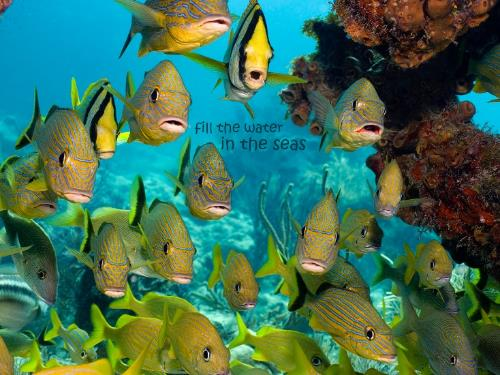 fill the water
in the seas